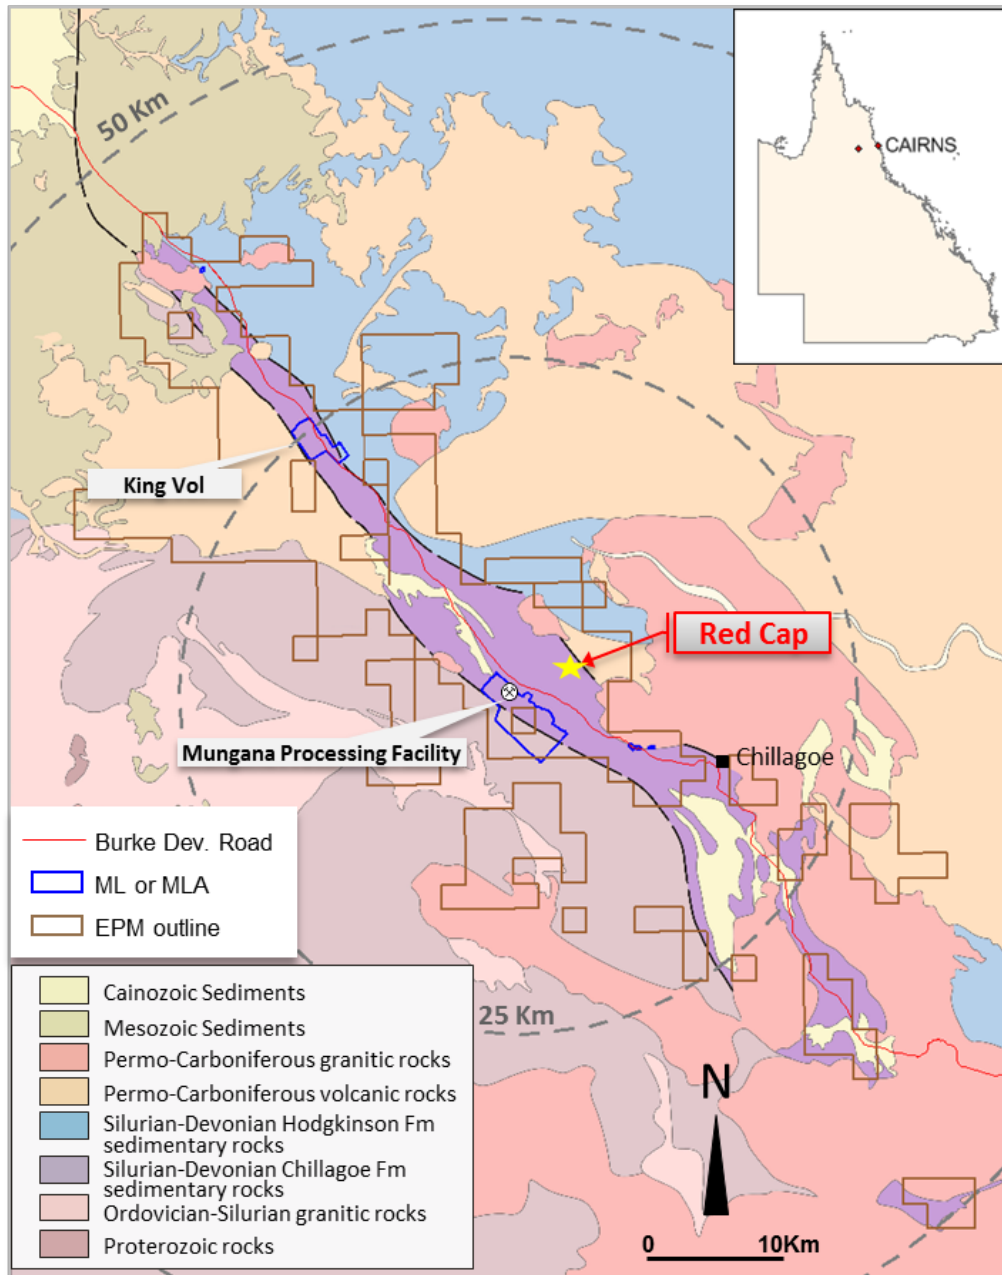 50 Km
CAIRNS
King Vol
Red Cap
Mungana Processing Facility
Chillagoe
Burke Dev. Road
ML or MLA
EPM outline
Cainozoic Sediments
Mesozoic Sediments
Permo-Carboniferous granitic rocks
Permo-Carboniferous volcanic rocks
Silurian-Devonian Hodgkinson Fm
sedimentary rocks
Silurian-Devonian Chillagoe Fm
sedimentary rocks
Ordovician-Silurian granitic rocks
Proterozoic rocks
25 Km
N
0 10Km